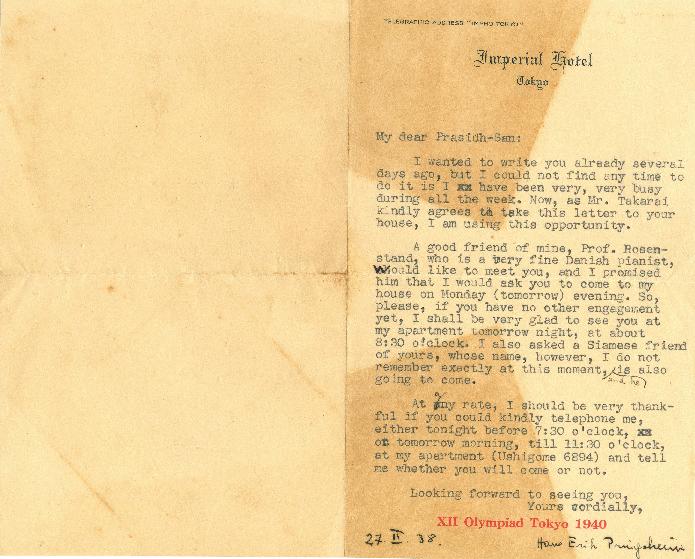 TELEGRAPHIC ADDRESS "IMPHO TOKYO"
Imperial Hotel
Tokyo
My dear Prasidh-San:
I wanted to write you already several
days ago, but I could not find any time to
do it is I xx have been very, very busy
during all the week. Now, as Mr. Takarai
kindly agrees to take this letter to your
house, I am using this opportunity.
A good friend of mine, Prof. Rosen-
stand, who is a very fine Danish pianist,
Would like to meet you, and I promised
him that I would ask you to come to my
house on Monday (tomorrow) evening. So,
please, if you have no other engagement
yet, I shall be very glad to see you at
my apartment tomorrow night, at about
8:30 o'clock. I also asked a Siamese friend
of yours, whose name, however, I do not
remember exactly at this moment, is also
and he
going to come.
At any rate, I should be very thank-
ful if you could kindly telephone me,
either tonight before 7:30 o'clock, xx
or tomorrow morning, till 11:30 o'clock,
at my apartment (Ushigome 6894) and tell
me whether you will come or not.
Looking forward to seeing you,
Yours cordially,
XII Olympiad Tokyo 1940
27 II 38. Hans Erik Pringsheim